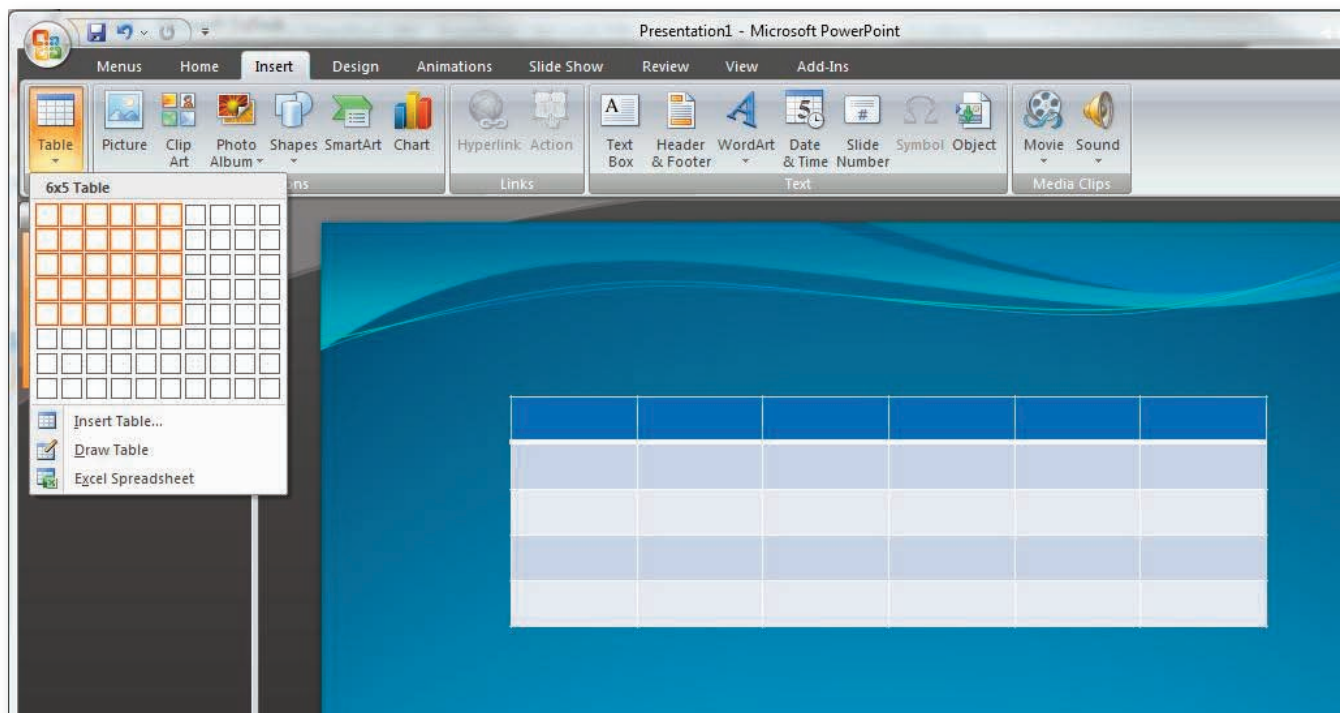 Presentation1 - Microsoft PowerPoint
Menus Home Insert Design Animations Slide Show Review View Add-Ins
Table Picture Clip Art Photo Album Shapes SmartArt Chart Hyperlink Action Text Box Header & Footer WordArt Date & Time Slide Number Symbol Object Movie Sound
Links Text Media Clips
6x5 Table
Insert Table...
Draw Table
Excel Spreadsheet